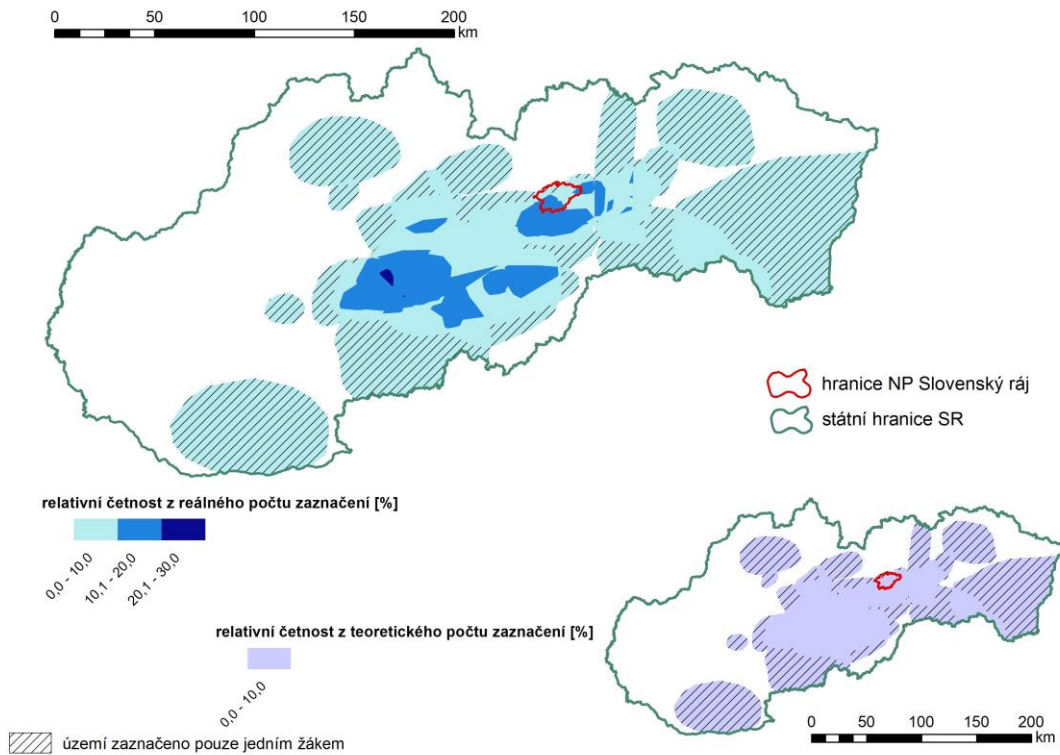 0 50 100 150 200
km
hranice NP Slovenský ráj
státní hranice SR
relativní četnost z reálného počtu zaznačení [%]
0,0 - 10,0
10,1 - 20,0
20,1 - 30,0
relativní četnost z teoretického počtu zaznačení [%]
0,0 - 10,0
území zaznačeno pouze jedním žákem
0 50 100 150 200
km